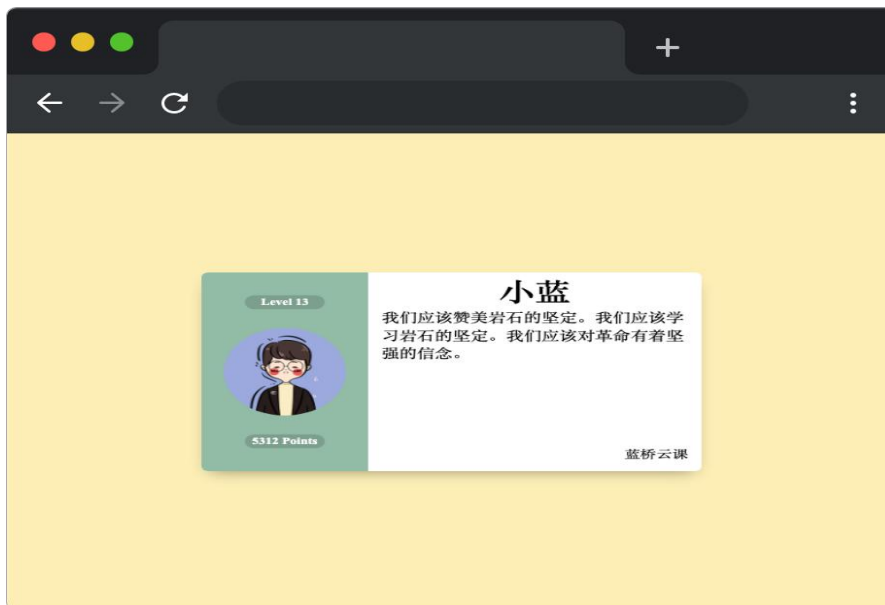 Level 13
5312 Points
小蓝
我们应该赞美岩石的坚定。我们应该学
习岩石的坚定。我们应该对革命有着坚
强的信念。
蓝桥云课